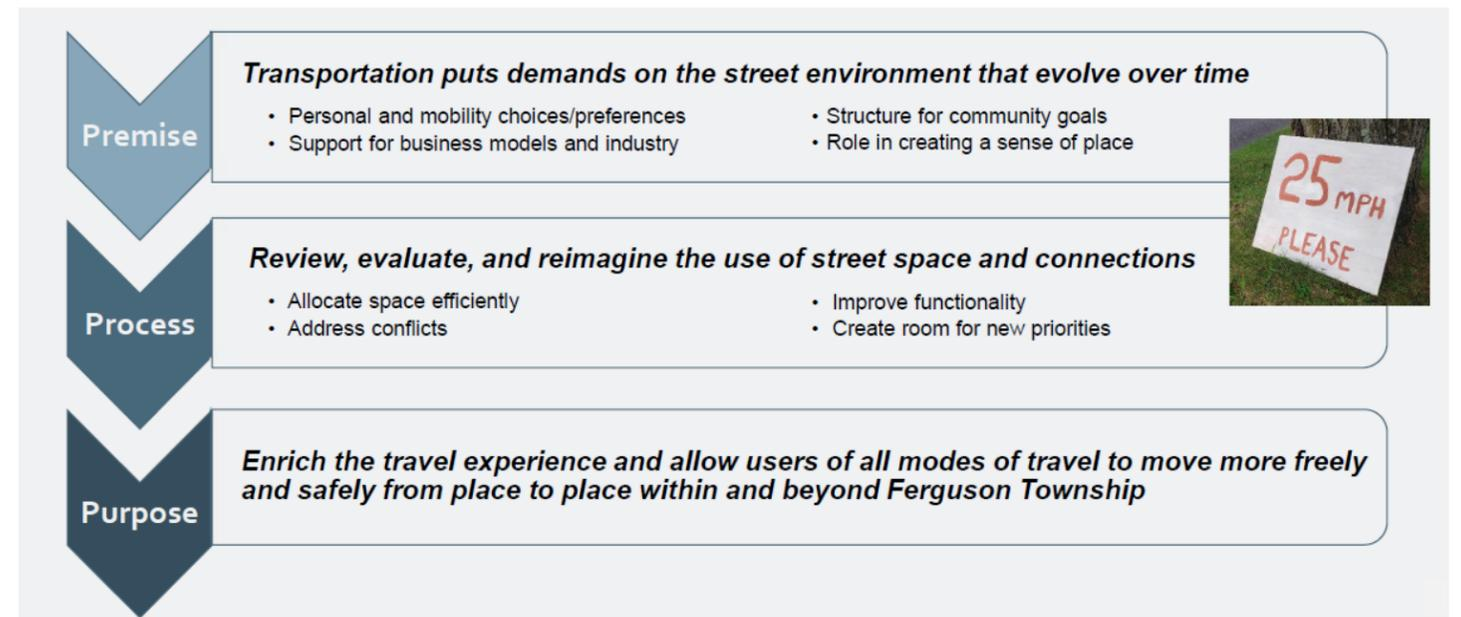 Premise
Transportation puts demands on the street environment that evolve over time
• Personal and mobility choices/preferences
• Support for business models and industry
• Structure for community goals
• Role in creating a sense of place
25 MPH
PLEASE
Process
Review, evaluate, and reimagine the use of street space and connections
• Allocate space efficiently
• Address conflicts
• Improve functionality
• Create room for new priorities
Purpose
Enrich the travel experience and allow users of all modes of travel to move more freely
and safely from place to place within and beyond Ferguson Township